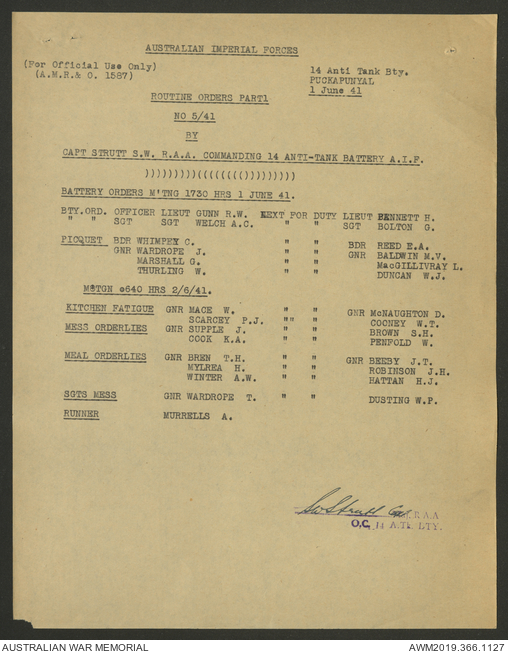 AUSTRALIAN IMPERIAL FORCES
(For Official Use Only)
(A.M.R.& O. 1587)
14 Anti Tank Bty.
PUCKAPUNYAL
1 June 41
ROUTINE ORDERS PART1
NO 5/41
BY
CAPT STRUTT S.W. R.A.A. COMMANDING 14 ANTI-TANK BATTERY A.I.F.
))))))))))(((((((()))))))))))
BATTERY ORDERS M'TNG 1730 HRS 1 JUNE 41.
BTY.ORD. OFFICER LIEUT GUNN R.W. NEXT FOR DUTY LIEUT BENNETT H.
" " SGT SGT WELCH A.C. " " SGT BOLTON G.
PICQUET BDR WHIMPEY C. " " BDR REED E.A.
GNR WARDROPE J. " " GNR BALDWIN M.V.
MARSHALL G. " " MacGILLIVRAY L.
THURLING W. " " DUNCAN W.J.
M@TGN 0640 HRS 2/6/41.
KITCHEN FATIGUE GNR MACE W. " " GNR McNAUGHTON D.
SCARCEY P.J. "" " COONEY W.T.
MESS ORDERLIES GNR SUPPLE J. " " BROWN S.H.
COOK K.A. " " PENFOLD W.
MEAL ORDERLIES GNR BREN T.H. " " GNR BEEBY J.T.
MYLREA H. " " ROBINSON J.H.
WINTER A.W. " " HATTAN H.J.
SGTS MESS GNR WARDROPE T. " " DUSTING W.P.
RUNNER MURRELLS A.
SWStrutt Capt R.A.A
O.C. 14 A.TK. BTY.
AUSTRALIAN WAR MEMORIAL
AWM2019.366.1127